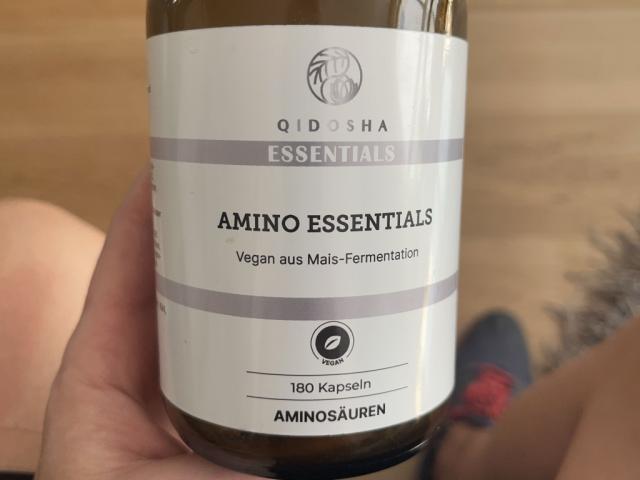 QIDOSHA
ESSENTIALS
AMINO ESSENTIALS
Vegan aus Mais-Fermentation
VEGAN
180 Kapseln
AMINOSÄUREN